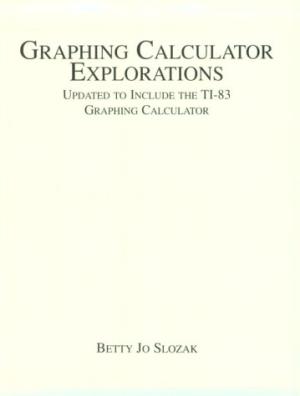 GRAPHING CALCULATOR
EXPLORATIONS
UPDATED TO INCLUDE THE TI-83
GRAPHING CALCULATOR
BETTY JO SLOZAK